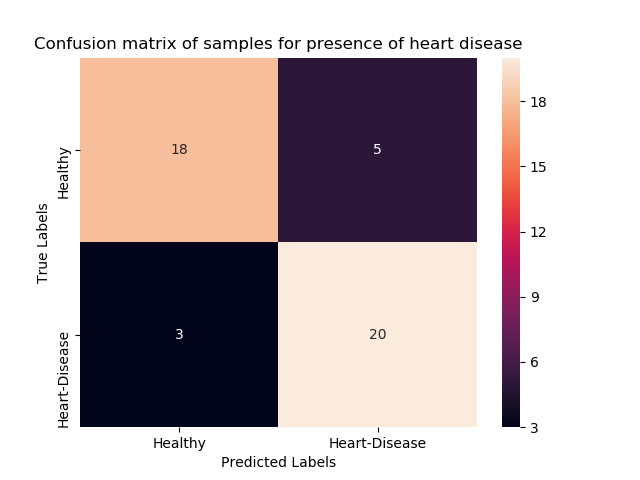 Confusion matrix of samples for presence of heart disease
True Labels
Healthy
Heart-Disease
18
5
3
20
Healthy
Heart-Disease
Predicted Labels
18
15
12
9
6
3